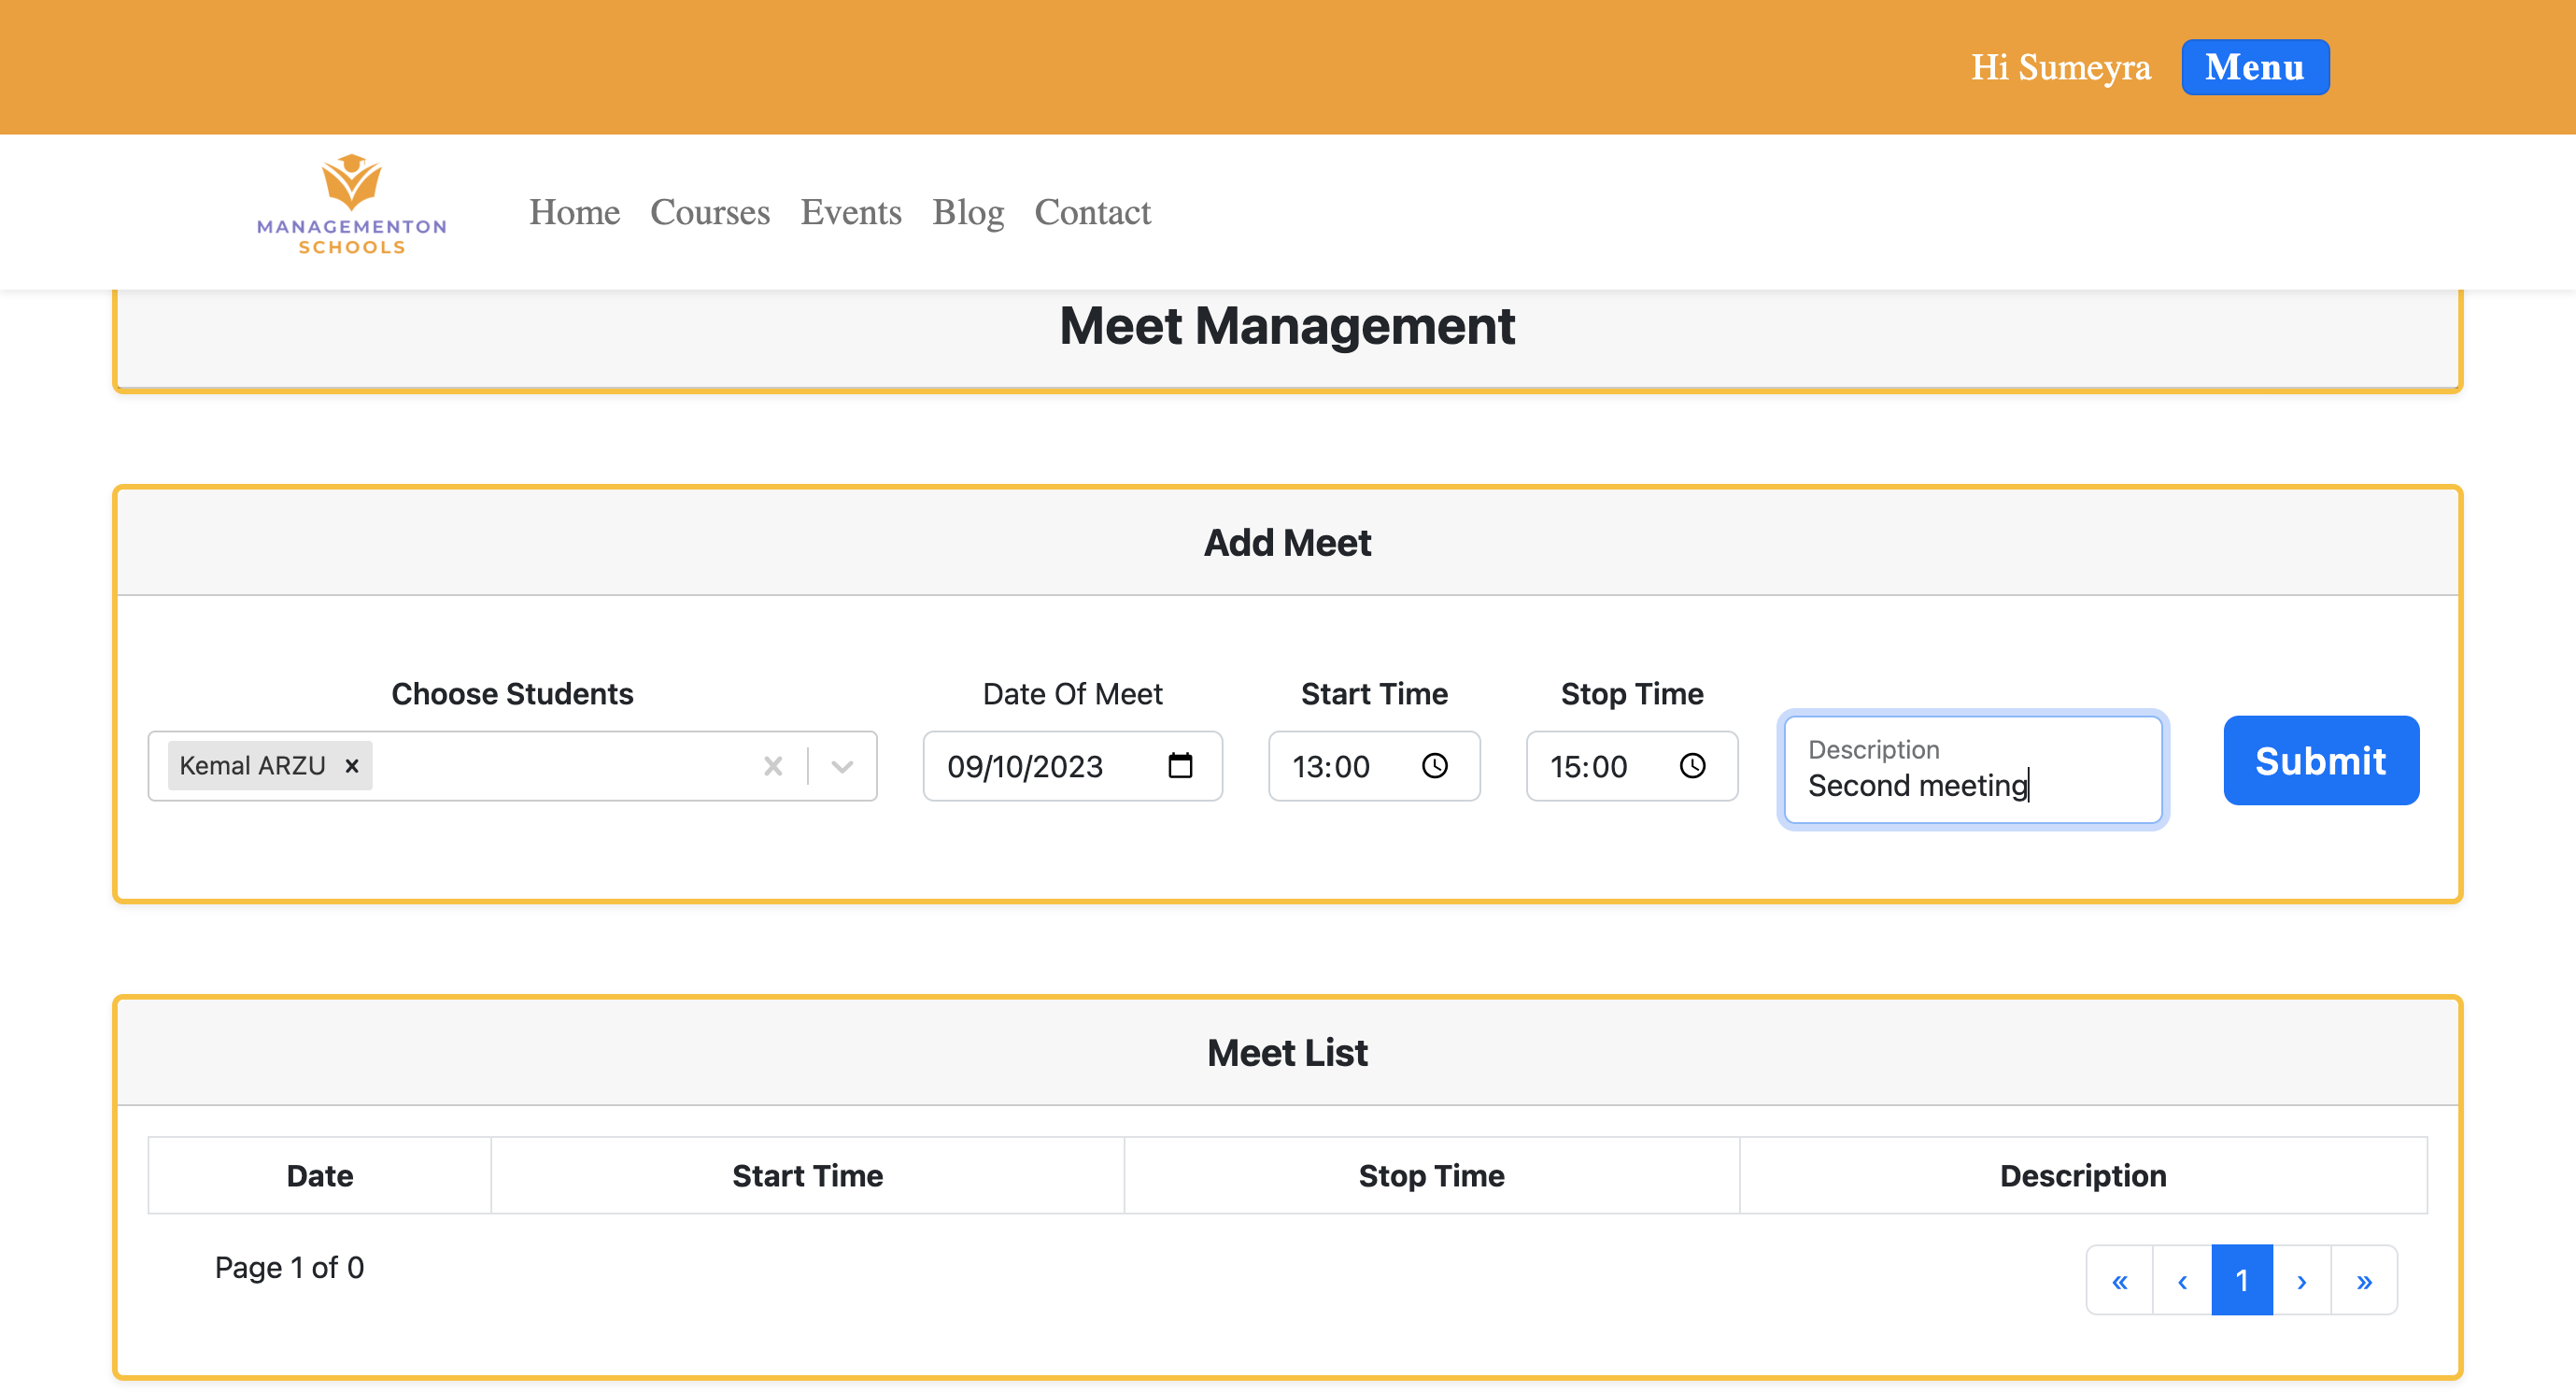 Hi Sumeyra Menu
MANAGEMENTON
SCHOOLS
Home Courses Events Blog Contact
Meet Management
Add Meet
Choose Students Date Of Meet Start Time Stop Time
Kemal ARZU × 09/10/2023 13:00 15:00
Description
Second meeting
Submit
Meet List
Date Start Time Stop Time Description
Page 1 of 0
« ‹ 1 › »